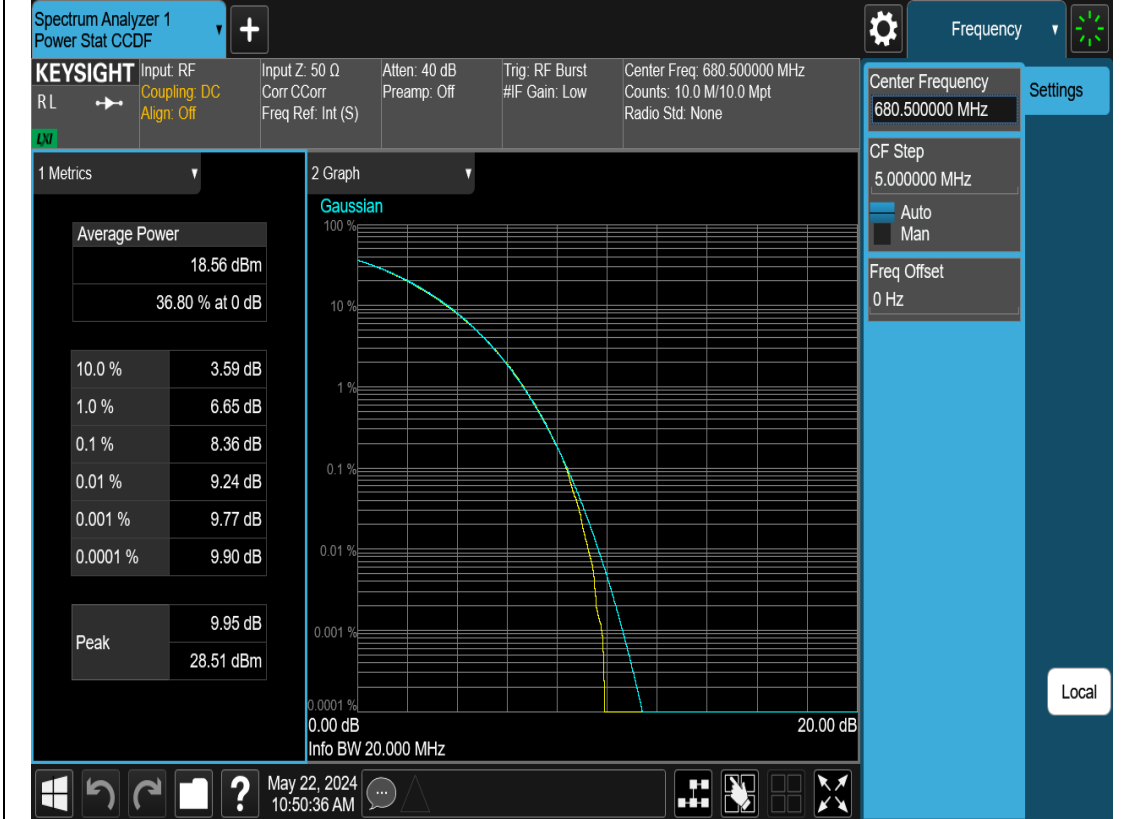 Spectrum Analyzer 1
Power Stat CCDF
Frequency
KEYSIGHT
RL
LXI
Input: RF
Coupling: DC
Align: Off
Input Z: 50 Ω
Corr CCorr
Freq Ref: Int (S)
Atten: 40 dB
Preamp: Off
Trig: RF Burst
#IF Gain: Low
Center Freq: 680.500000 MHz
Counts: 10.0 M/10.0 Mpt
Radio Std: None
Center Frequency
680.500000 MHz
Settings
CF Step
5.000000 MHz
Auto
Man
Freq Offset
0 Hz
Local
1 Metrics
Average Power
18.56 dBm
36.80 % at 0 dB
10.0 % 3.59 dB
1.0 % 6.65 dB
0.1 % 8.36 dB
0.01 % 9.24 dB
0.001 % 9.77 dB
0.0001 % 9.90 dB
Peak
9.95 dB
28.51 dBm
2 Graph
Gaussian
100 %
10 %
1 %
0.1 %
0.01 %
0.001 %
0.0001 %
0.00 dB 20.00 dB
Info BW 20.000 MHz
?
May 22, 2024
10:50:36 AM